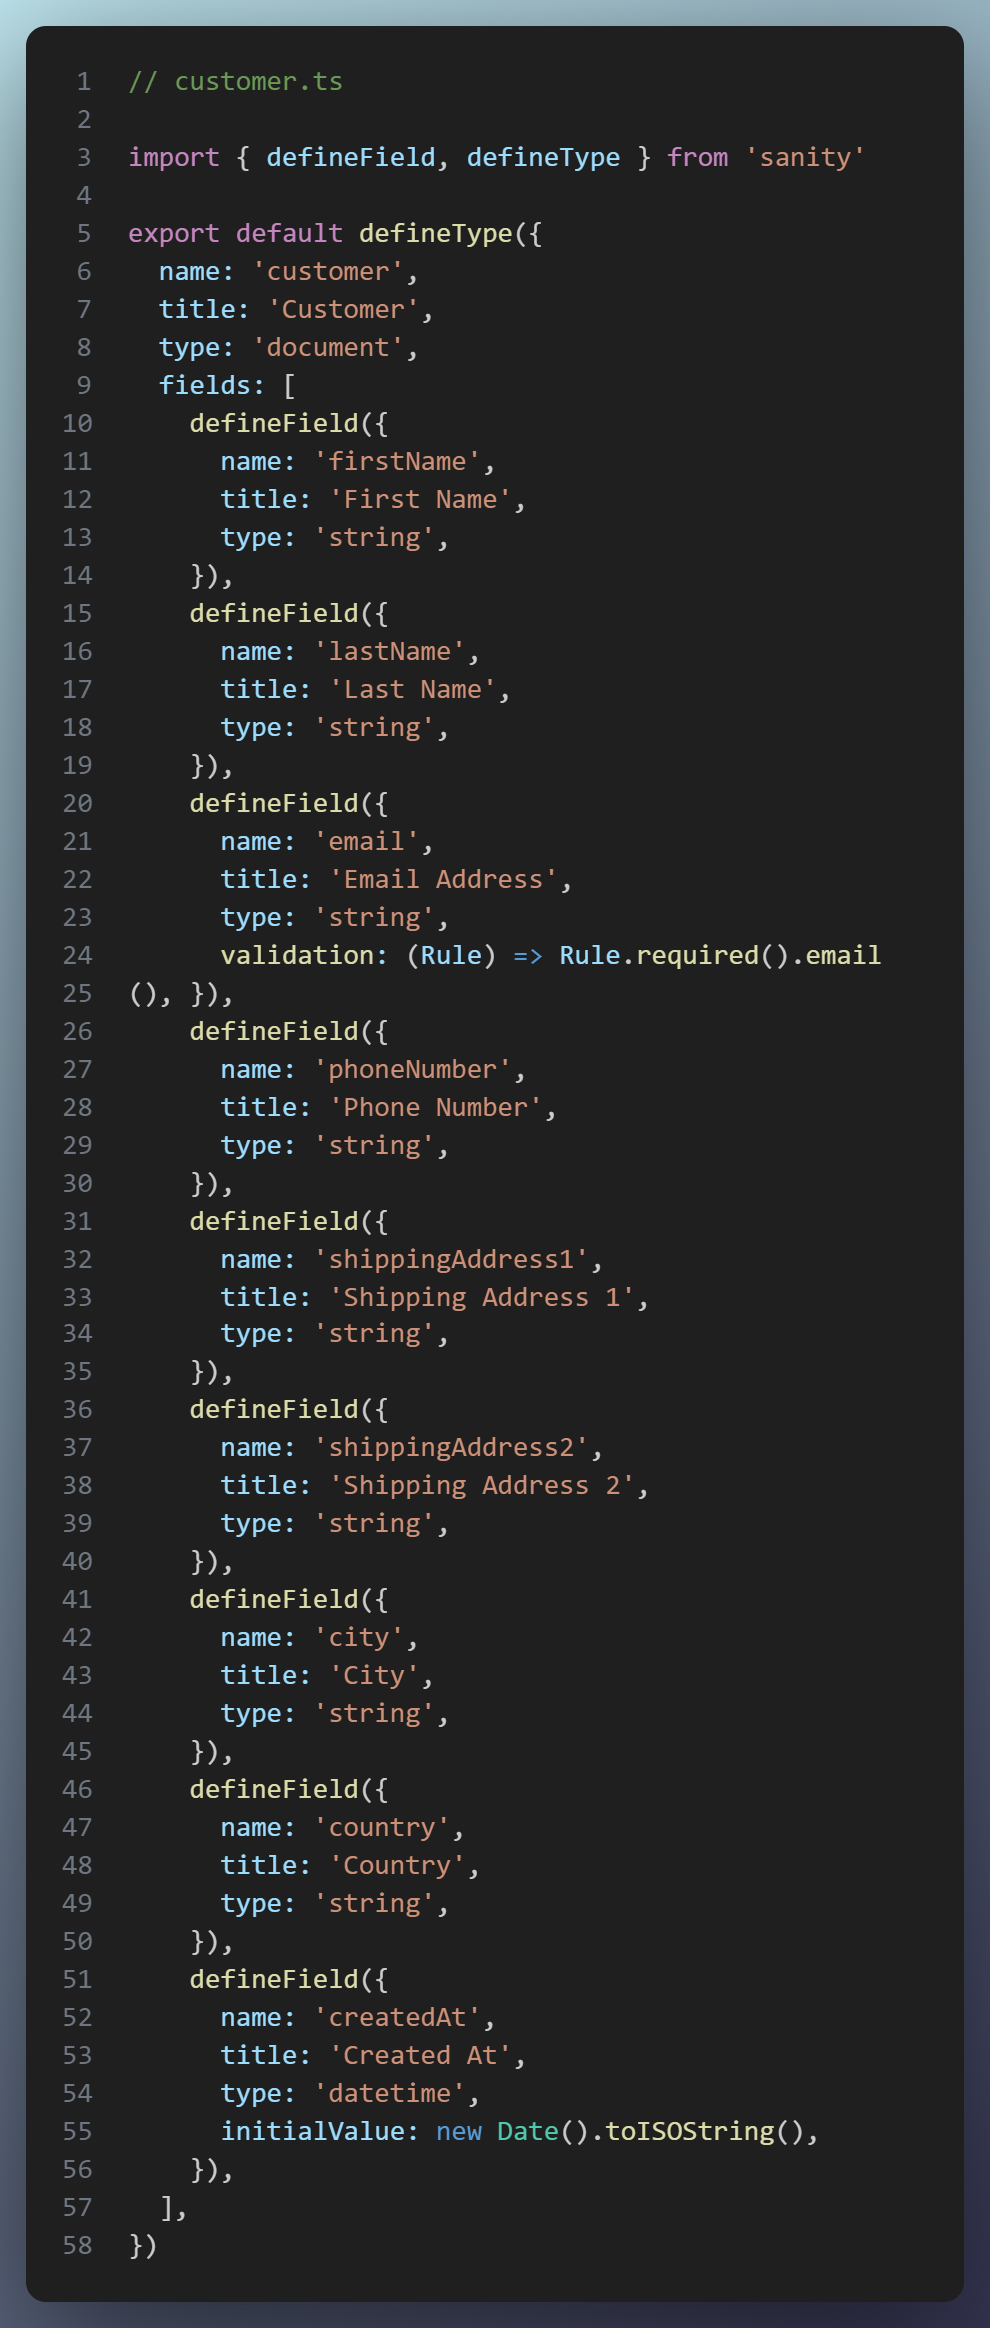 1 // customer.ts
2
3 import { defineField, defineType } from 'sanity'
4
5 export default defineType({
6   name: 'customer',
7   title: 'Customer',
8   type: 'document',
9   fields: [
10     defineField({
11       name: 'firstName',
12       title: 'First Name',
13       type: 'string',
14     }),
15     defineField({
16       name: 'lastName',
17       title: 'Last Name',
18       type: 'string',
19     }),
20     defineField({
21       name: 'email',
22       title: 'Email Address',
23       type: 'string',
24       validation: (Rule) => Rule.required().email
25 (), }),
26     defineField({
27       name: 'phoneNumber',
28       title: 'Phone Number',
29       type: 'string',
30     }),
31     defineField({
32       name: 'shippingAddress1',
33       title: 'Shipping Address 1',
34       type: 'string',
35     }),
36     defineField({
37       name: 'shippingAddress2',
38       title: 'Shipping Address 2',
39       type: 'string',
40     }),
41     defineField({
42       name: 'city',
43       title: 'City',
44       type: 'string',
45     }),
46     defineField({
47       name: 'country',
48       title: 'Country',
49       type: 'string',
50     }),
51     defineField({
52       name: 'createdAt',
53       title: 'Created At',
54       type: 'datetime',
55       initialValue: new Date().toISOString(),
56     }),
57   ],
58 })